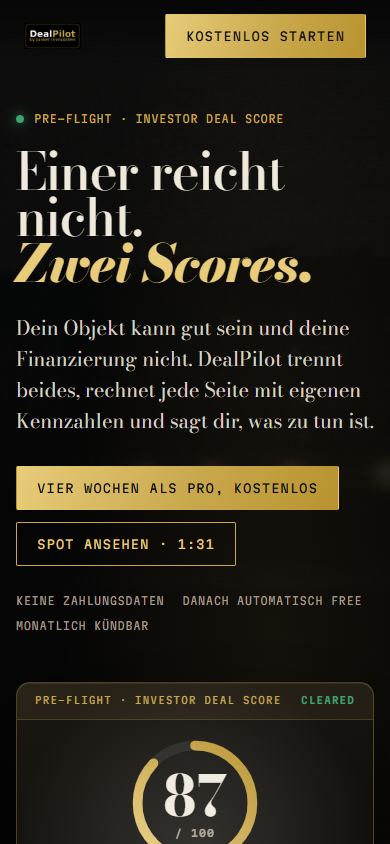 DealPilot
by Junker Immobilien
KOSTENLOS STARTEN
PRE-FLIGHT · INVESTOR DEAL SCORE
Einer reicht
nicht.
Zwei Scores.
Dein Objekt kann gut sein und deine
Finanzierung nicht. DealPilot trennt
beides, rechnet jede Seite mit eigenen
Kennzahlen und sagt dir, was zu tun ist.
VIER WOCHEN ALS PRO, KOSTENLOS
SPOT ANSEHEN · 1:31
KEINE ZAHLUNGSDATEN DANACH AUTOMATISCH FREE
MONATLICH KÜNDBAR
PRE-FLIGHT · INVESTOR DEAL SCORE CLEARED
87
/ 100